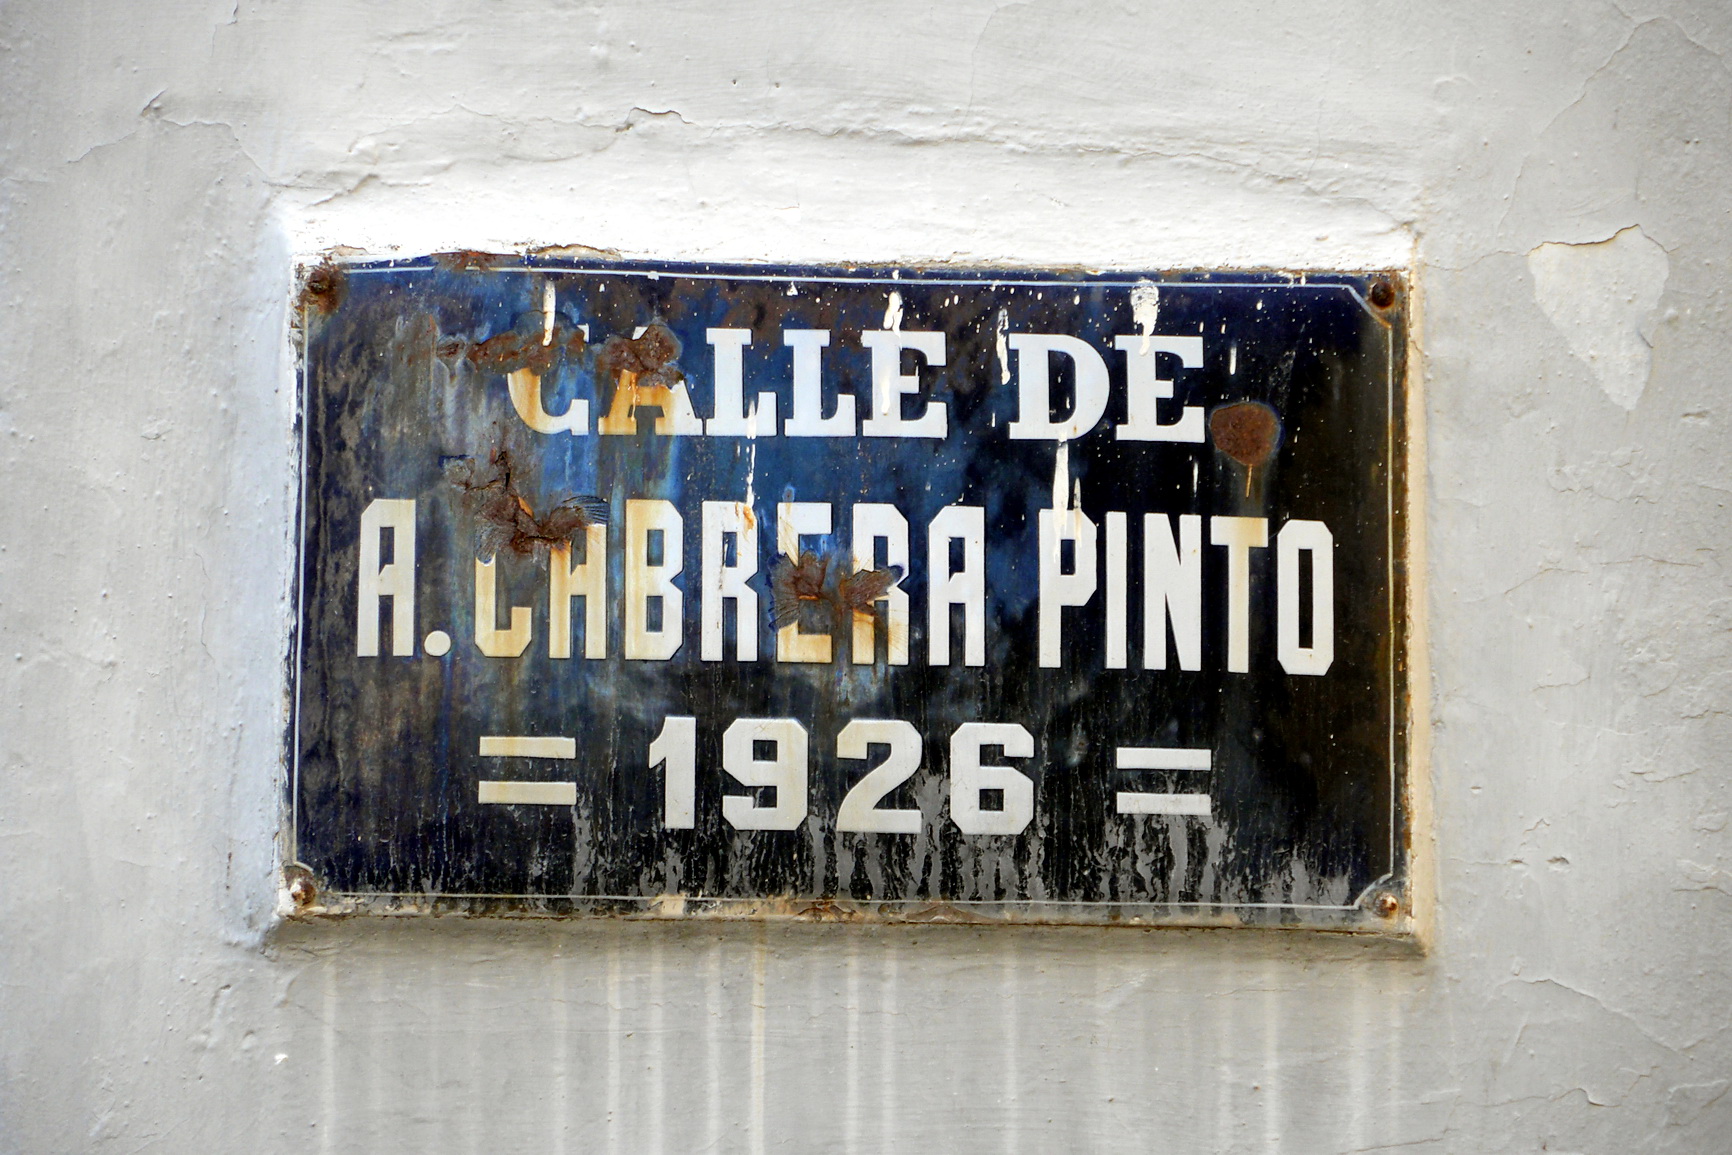 CALLE DE
A. CABRERA PINTO
= 1926 =